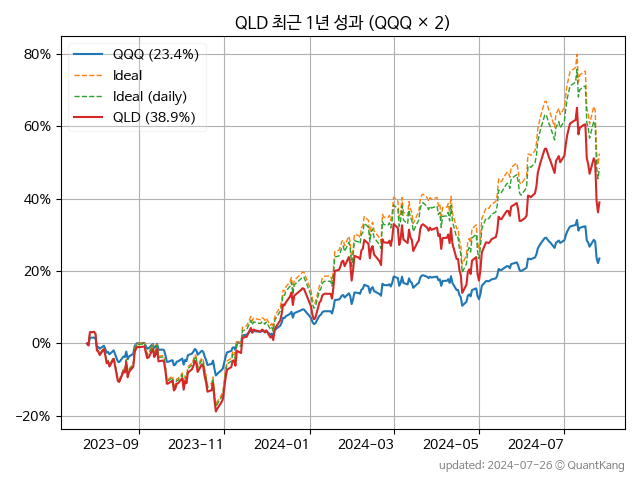 QLD 최근 1년 성과 (QQQ × 2)
QQQ (23.4%)
Ideal
Ideal (daily)
QLD (38.9%)
80%
60%
40%
20%
0%
−20%
2023−09 2023−11 2024−01 2024−03 2024−05 2024−07
updated: 2024-07-26 © QuantKang